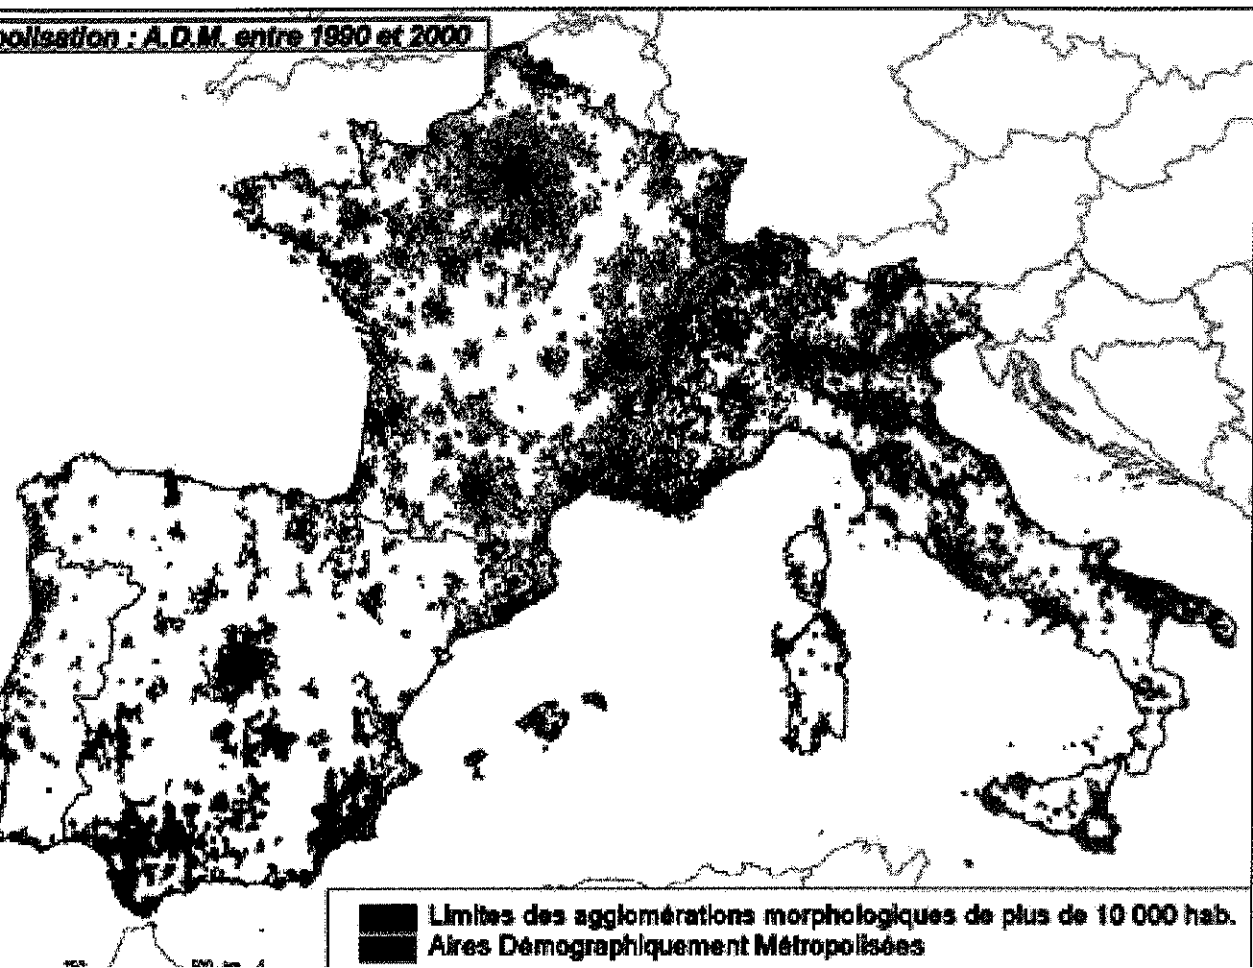 polisation : A.D.M. entre 1990 et 2000
Limites des agglomérations morphologiques de plus de 10 000 hab.
Aires Démographiquement Métropolisées